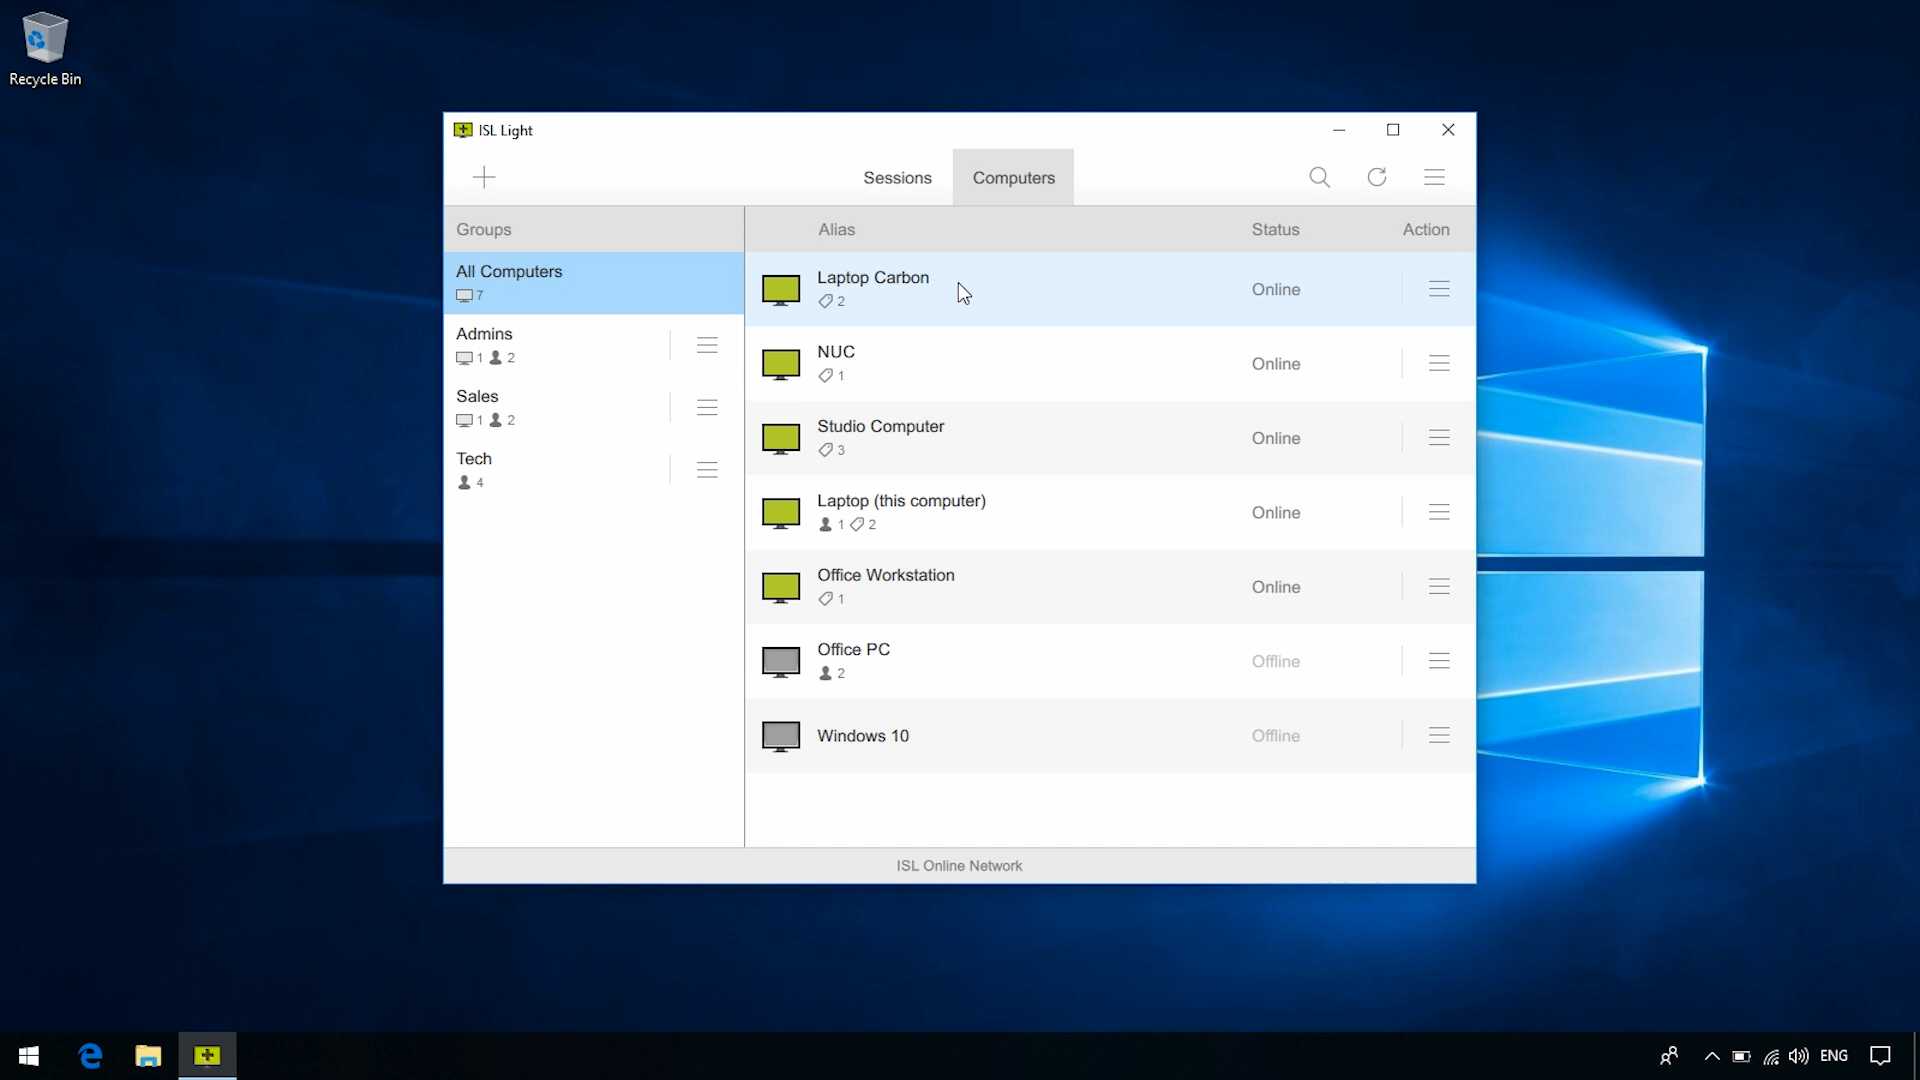 Recycle Bin
ISL Light
Sessions
Computers
Groups
Alias
Status
Action
All Computers
7
Admins
1 2
Sales
1 2
Tech
4
Laptop Carbon
2
Online
NUC
1
Online
Studio Computer
3
Online
Laptop (this computer)
1 2
Online
Office Workstation
1
Online
Office PC
2
Offline
Windows 10
Offline
ISL Online Network
ENG